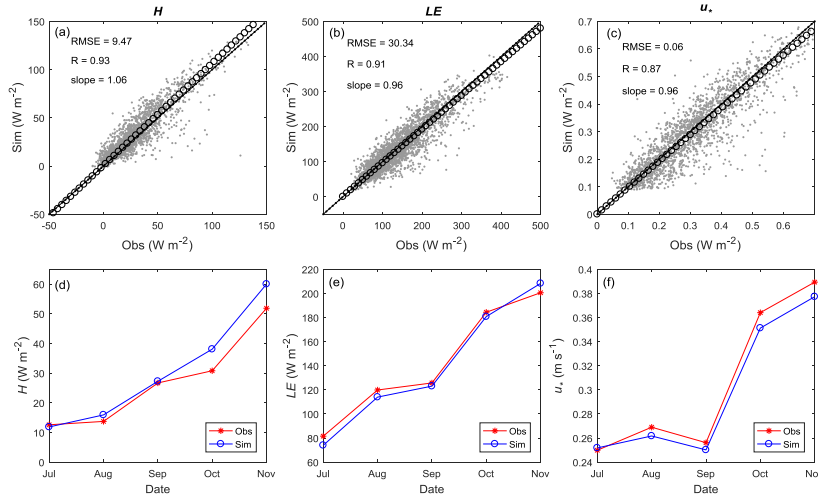 H
LE
u*
(a)
RMSE = 9.47
R = 0.93
slope = 1.06
150
100
50
0
-50
Sim (W m-2)
-50 0 50 100 150
Obs (W m-2)
(b)
RMSE = 30.34
R = 0.91
slope = 0.96
500
400
300
200
100
0
Sim (W m-2)
0 100 200 300 400 500
Obs (W m-2)
(c)
RMSE = 0.06
R = 0.87
slope = 0.96
0.7
0.6
0.5
0.4
0.3
0.2
0.1
0
Sim (W m-2)
0 0.1 0.2 0.3 0.4 0.5 0.6
Obs (W m-2)
(d)
60
50
40
30
20
10
0
H (W m-2)
Obs
Sim
Jul Aug Sep Oct Nov
Date
(e)
220
200
180
160
140
120
100
80
60
LE (W m-2)
Obs
Sim
Jul Aug Sep Oct Nov
Date
(f)
0.4
0.38
0.36
0.34
0.32
0.3
0.28
0.26
0.24
u* (m s-1)
Obs
Sim
Jul Aug Sep Oct No
Date